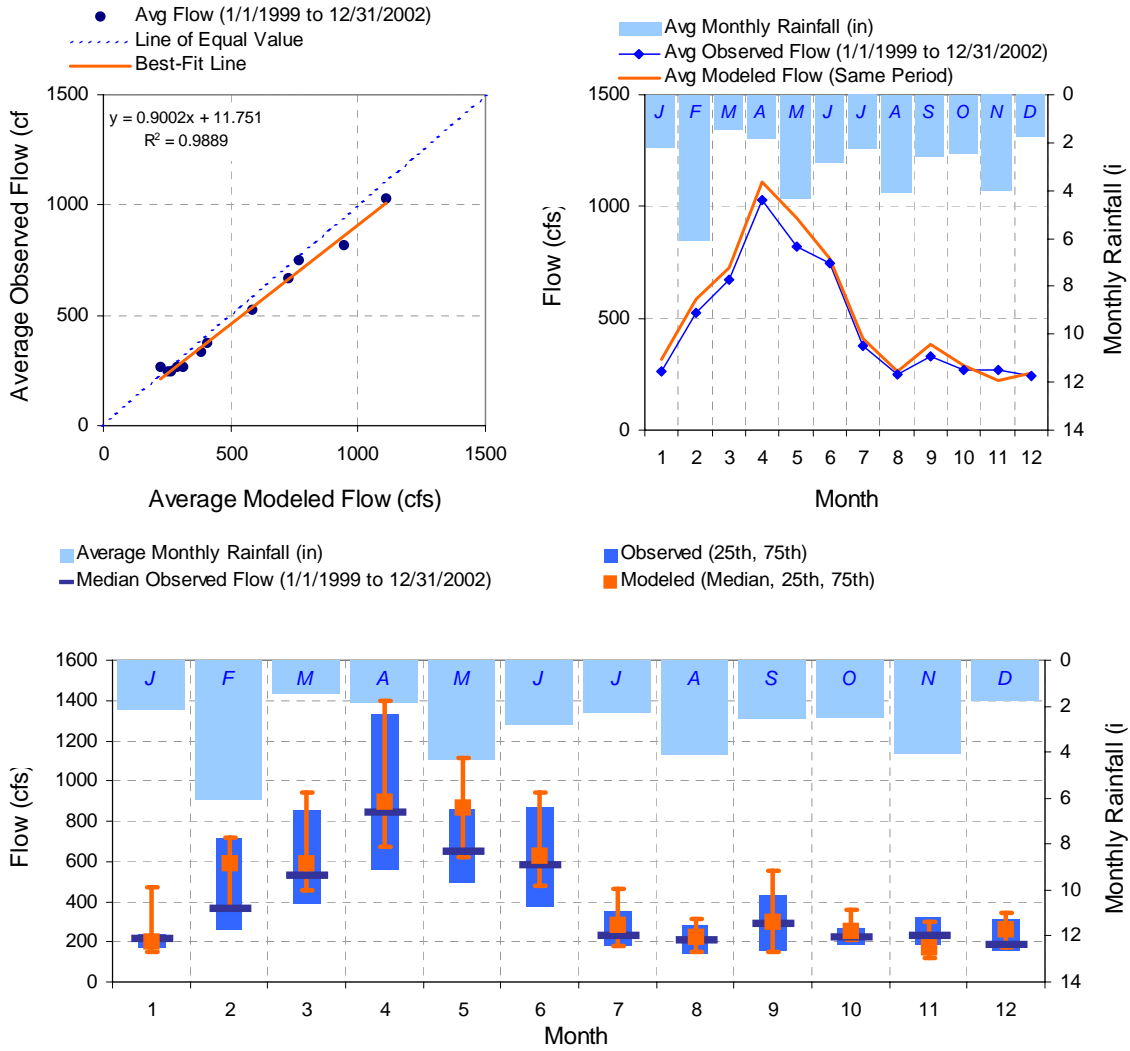 Avg Flow (1/1/1999 to 12/31/2002)
Line of Equal Value
Best-Fit Line
1500
1000
500
0
y = 0.9002x + 11.751
R² = 0.9889
0 500 1000 1500
Average Observed Flow (cf
Average Modeled Flow (cfs)
Avg Monthly Rainfall (in)
Avg Observed Flow (1/1/1999 to 12/31/2002)
Avg Modeled Flow (Same Period)
1500
1000
500
0
J F M A M J J A S O N D
0
2
4
6
8
10
12
14
1 2 3 4 5 6 7 8 9 10 11 12
Flow (cfs)
Monthly Rainfall (i
Month
Average Monthly Rainfall (in)
Median Observed Flow (1/1/1999 to 12/31/2002)
Observed (25th, 75th)
Modeled (Median, 25th, 75th)
1600
1400
1200
1000
800
600
400
200
0
J F M A M J J A S O N D
0
2
4
6
8
10
12
14
1 2 3 4 5 6 7 8 9 10 11 12
Flow (cfs)
Monthly Rainfall (i
Month